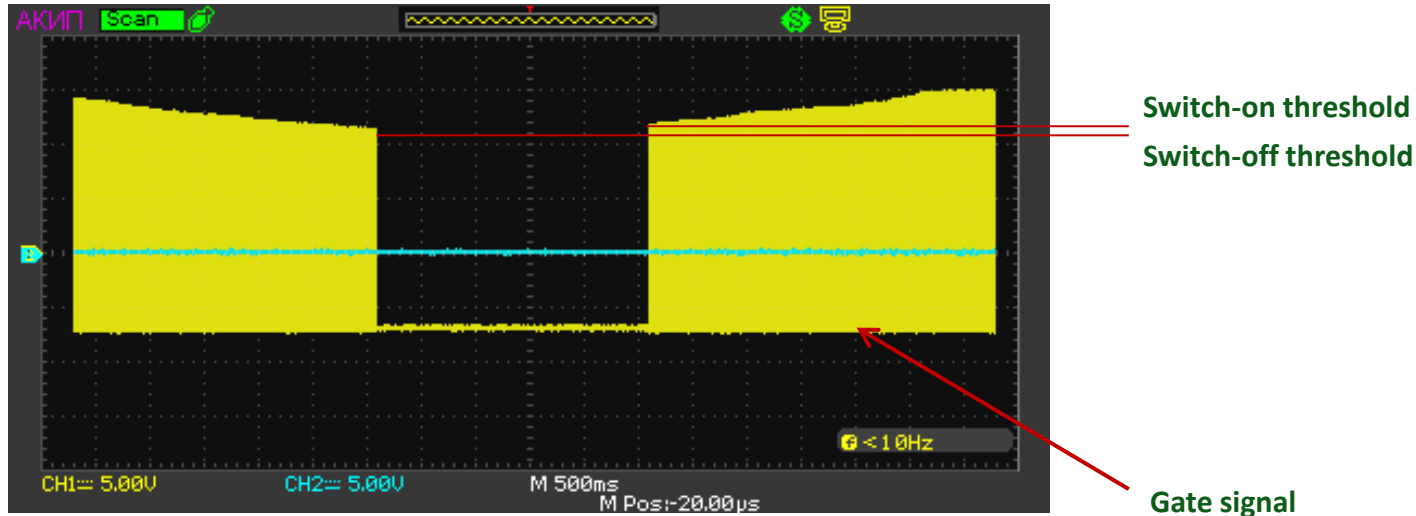 АКИП Scan
Switch-on threshold
Switch-off threshold
f <10Hz
CH1 5.00V CH2 5.00V M 500ms
M Pos:-20.00μs
Gate signal